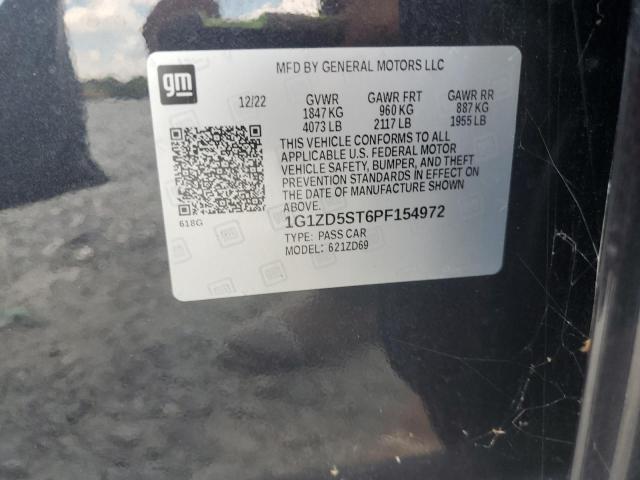 gm
MFD BY GENERAL MOTORS LLC
12/22 GVWR GAWR FRT GAWR RR
1847 KG 960 KG 887 KG
4073 LB 2117 LB 1955 LB
THIS VEHICLE CONFORMS TO ALL
APPLICABLE U.S. FEDERAL MOTOR
VEHICLE SAFETY, BUMPER, AND THEFT
PREVENTION STANDARDS IN EFFECT ON
THE DATE OF MANUFACTURE SHOWN
ABOVE.
618G
1G1ZD5ST6PF154972
TYPE: PASS CAR
MODEL: 621ZD69